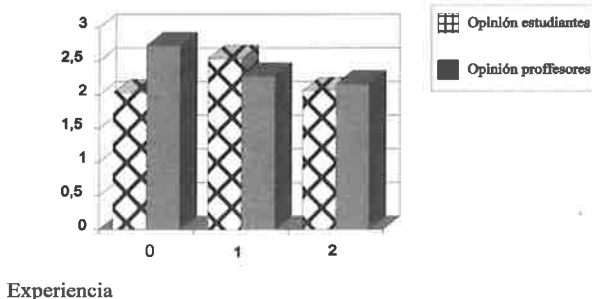 3
2,5
2
1,5
1
0,5
0
0 1 2
Opinión estudiantes
Opinión proffesores
Experiencia